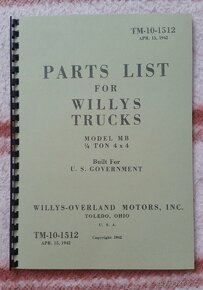 TM-10-1512
APR. 15, 1942
PARTS LIST
FOR
WILLYS
TRUCKS
MODEL MB
¼ TON 4 x 4
Built For
U. S. GOVERNMENT
WILLYS-OVERLAND MOTORS, INC.
TOLEDO, OHIO
U. S. A.
TM-10-1512
APR. 15, 1942
Copyright 1942